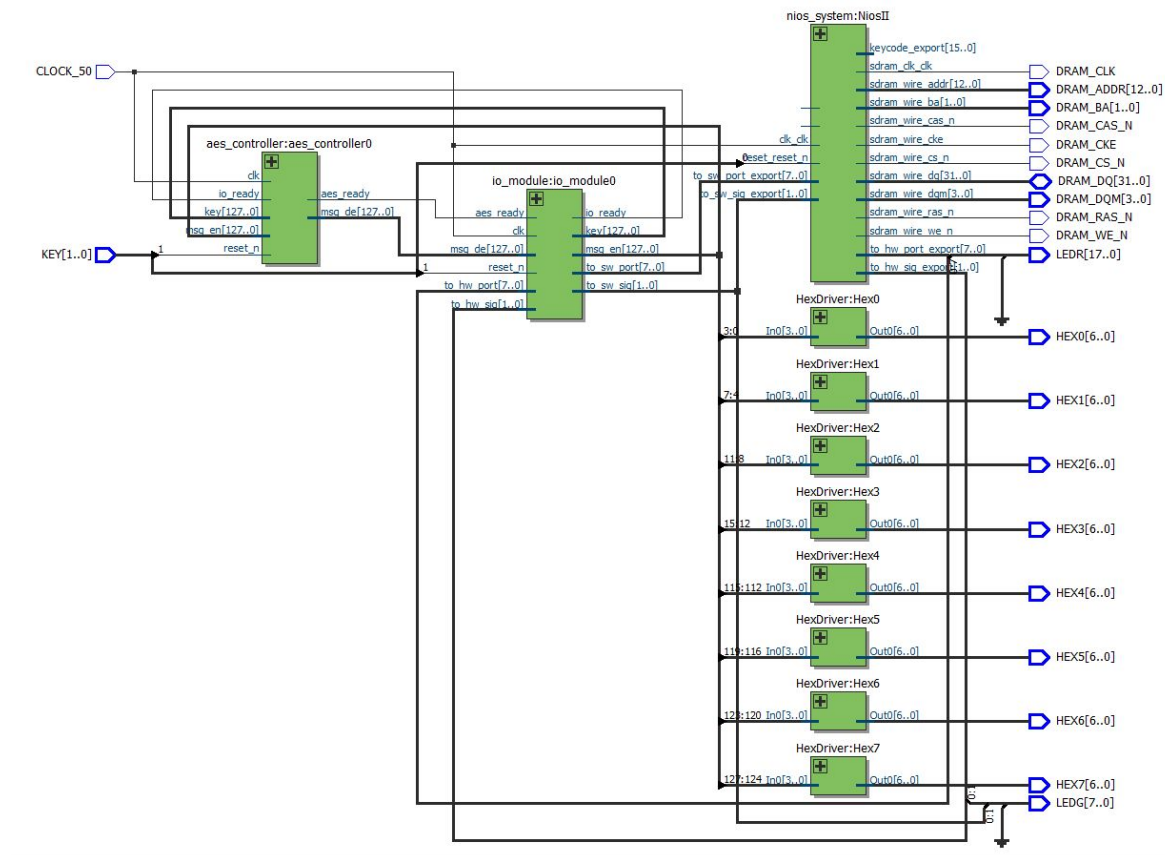 nios_system:NiosII
keycode_export[15..0]
CLOCK_50
sdram_clk_clk
DRAM_CLK
sdram_wire_addr[12..0]
DRAM_ADDR[12..0]
sdram_wire_ba[1..0]
DRAM_BA[1..0]
sdram_wire_cas_n
DRAM_CAS_N
clk_clk
sdram_wire_cke
DRAM_CKE
reset_reset_n
sdram_wire_cs_n
DRAM_CS_N
to_sw_port_export[7..0]
sdram_wire_dq[31..0]
DRAM_DQ[31..0]
to_sw_sig_export[1..0]
sdram_wire_dqm[3..0]
DRAM_DQM[3..0]
sdram_wire_ras_n
DRAM_RAS_N
sdram_wire_we_n
DRAM_WE_N
to_hw_port_export[7..0]
LEDR[17..0]
to_hw_sig_export[1..0]
aes_controller:aes_controller0
clk
io_ready
aes_ready
key[127..0]
msg_de[127..0]
msg_en[127..0]
reset_n
KEY[1..0]
1
0
io_module:io_module0
aes_ready
io_ready
clk
key[127..0]
msg_de[127..0]
msg_en[127..0]
1
reset_n
to_sw_port[7..0]
to_hw_port[7..0]
to_sw_sig[1..0]
to_hw_sig[1..0]
HexDriver:Hex0
3:0 In0[3..0] Out0[6..0] HEX0[6..0]
HexDriver:Hex1
7:4 In0[3..0] Out0[6..0] HEX1[6..0]
HexDriver:Hex2
11:8 In0[3..0] Out0[6..0] HEX2[6..0]
HexDriver:Hex3
15:12 In0[3..0] Out0[6..0] HEX3[6..0]
HexDriver:Hex4
115:112 In0[3..0] Out0[6..0] HEX4[6..0]
HexDriver:Hex5
119:116 In0[3..0] Out0[6..0] HEX5[6..0]
HexDriver:Hex6
123:120 In0[3..0] Out0[6..0] HEX6[6..0]
HexDriver:Hex7
127:124 In0[3..0] Out0[6..0] HEX7[6..0]
0:1
LEDG[7..0]
0:1